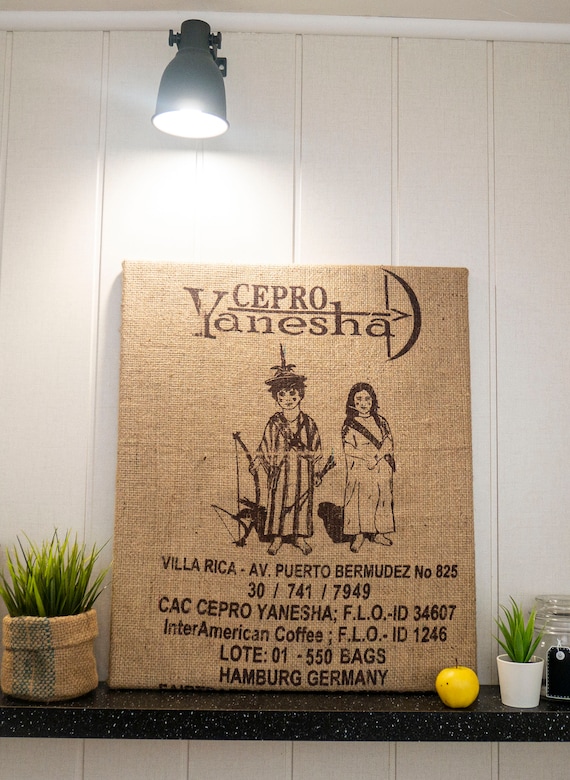 CEPRO
Yanesha
VILLA RICA - AV. PUERTO BERMUDEZ No 825
30 / 741 / 7949
CAC CEPRO YANESHA; F.L.O.-ID 34607
InterAmerican Coffee ; F.L.O.- ID 1246
LOTE: 01 - 550 BAGS
HAMBURG GERMANY